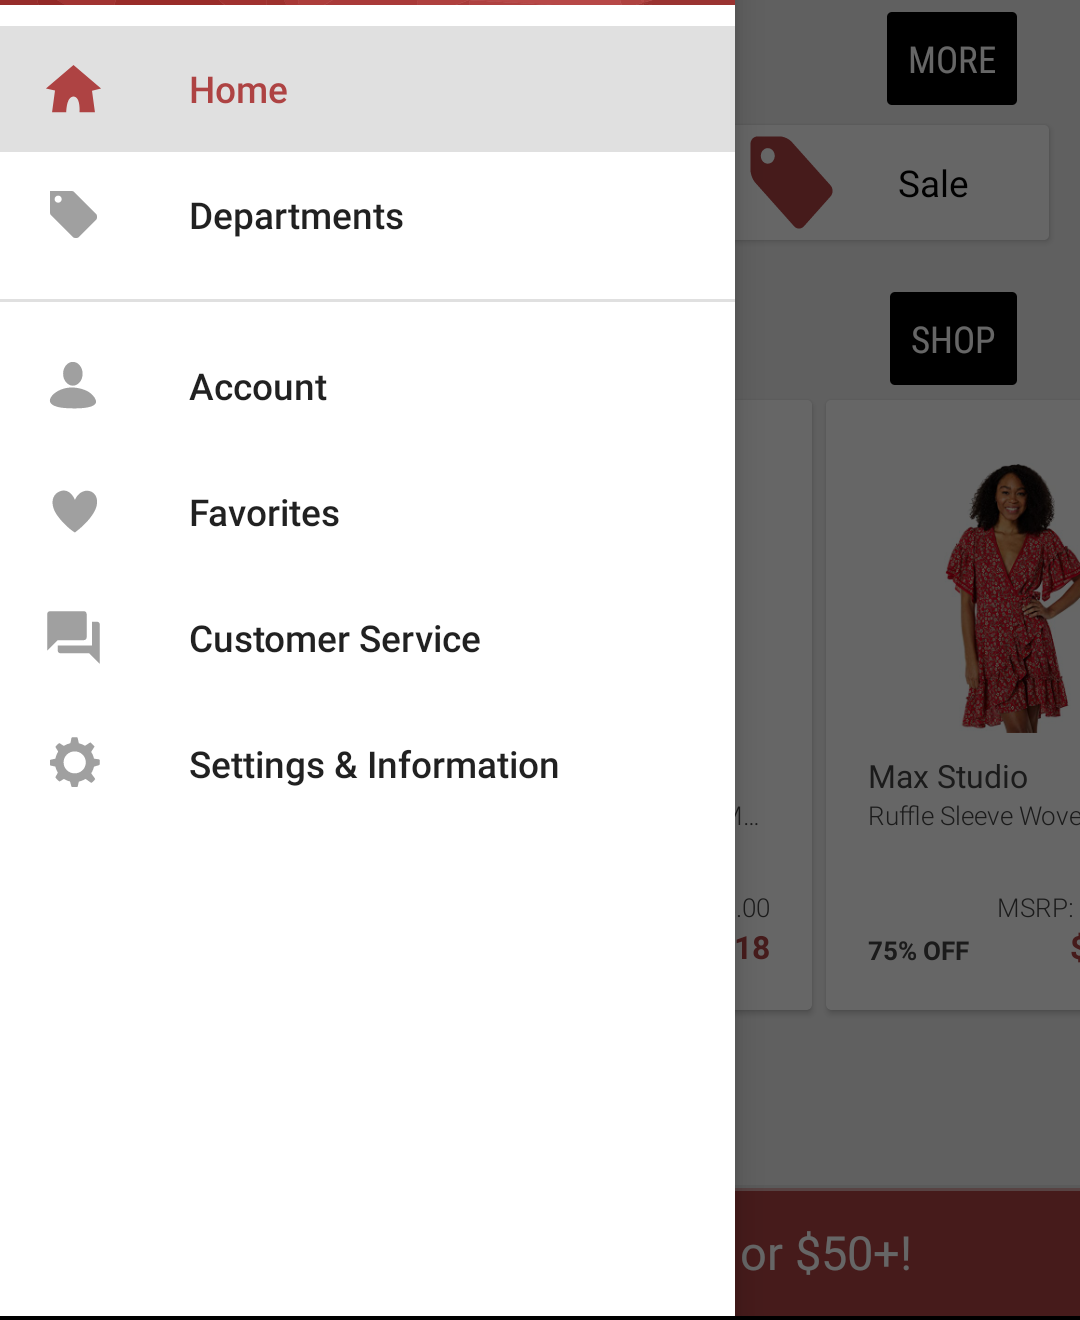 Home
Departments
Account
Favorites
Customer Service
Settings & Information
MORE
Sale
SHOP
Max Studio
Ruffle Sleeve Wove
.00
MSRP:
18
75% OFF
$
or $50+!